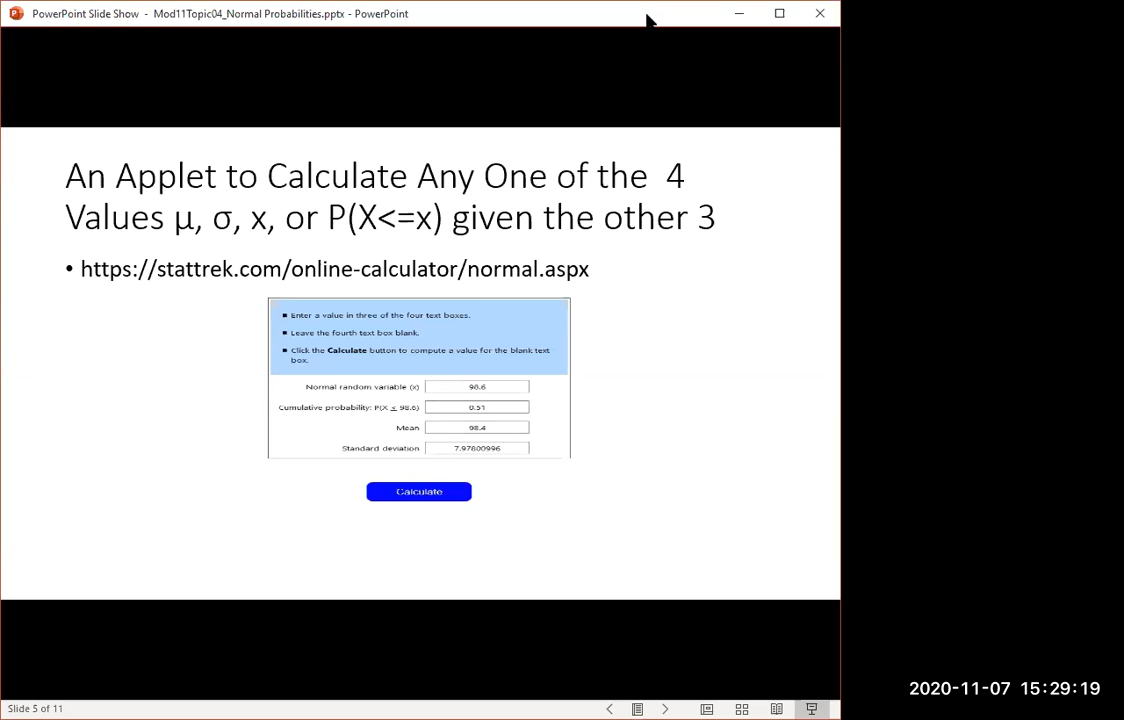 PowerPoint Slide Show - Mod11Topic04_Normal Probabilities.pptx - PowerPoint
An Applet to Calculate Any One of the 4
Values μ, σ, x, or P(X<=x) given the other 3
• https://stattrek.com/online-calculator/normal.aspx
■ Enter a value in three of the four text boxes.
■ Leave the fourth text box blank.
■ Click the Calculate button to compute a value for the blank text
box.
Normal random variable (x) 98.6
Cumulative probability: P(X ≤ 98.6) 0.51
Mean 98.4
Standard deviation 7.97800996
Calculate
2020-11-07 15:29:19
Slide 5 of 11